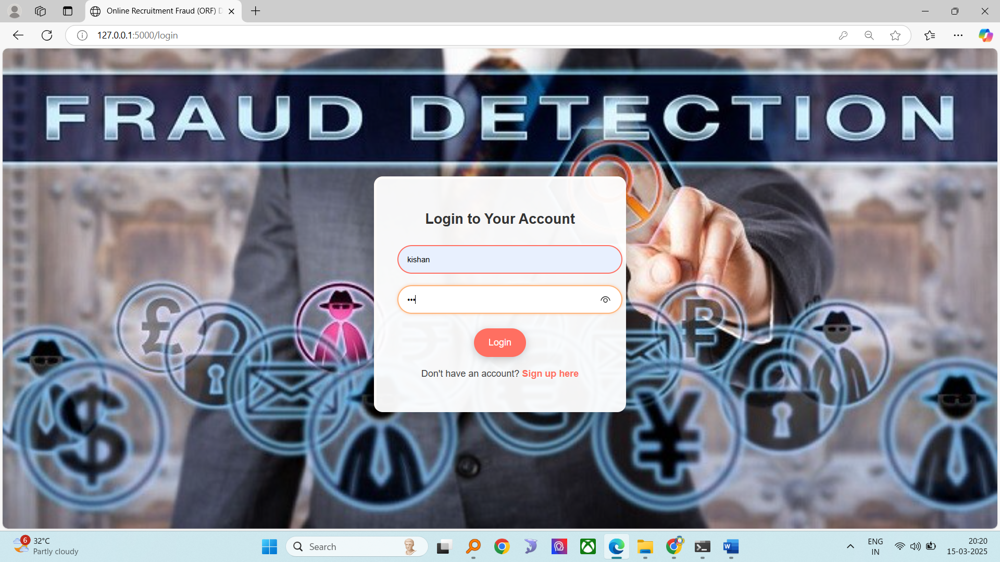 Online Recruitment Fraud (ORF) D
127.0.0.1:5000/login
FRAUD DETECTION
Login to Your Account
kishan
•••
Login
Don't have an account? Sign up here
6
32°C
Partly cloudy
Search
ENG
IN
20:20
15-03-2025